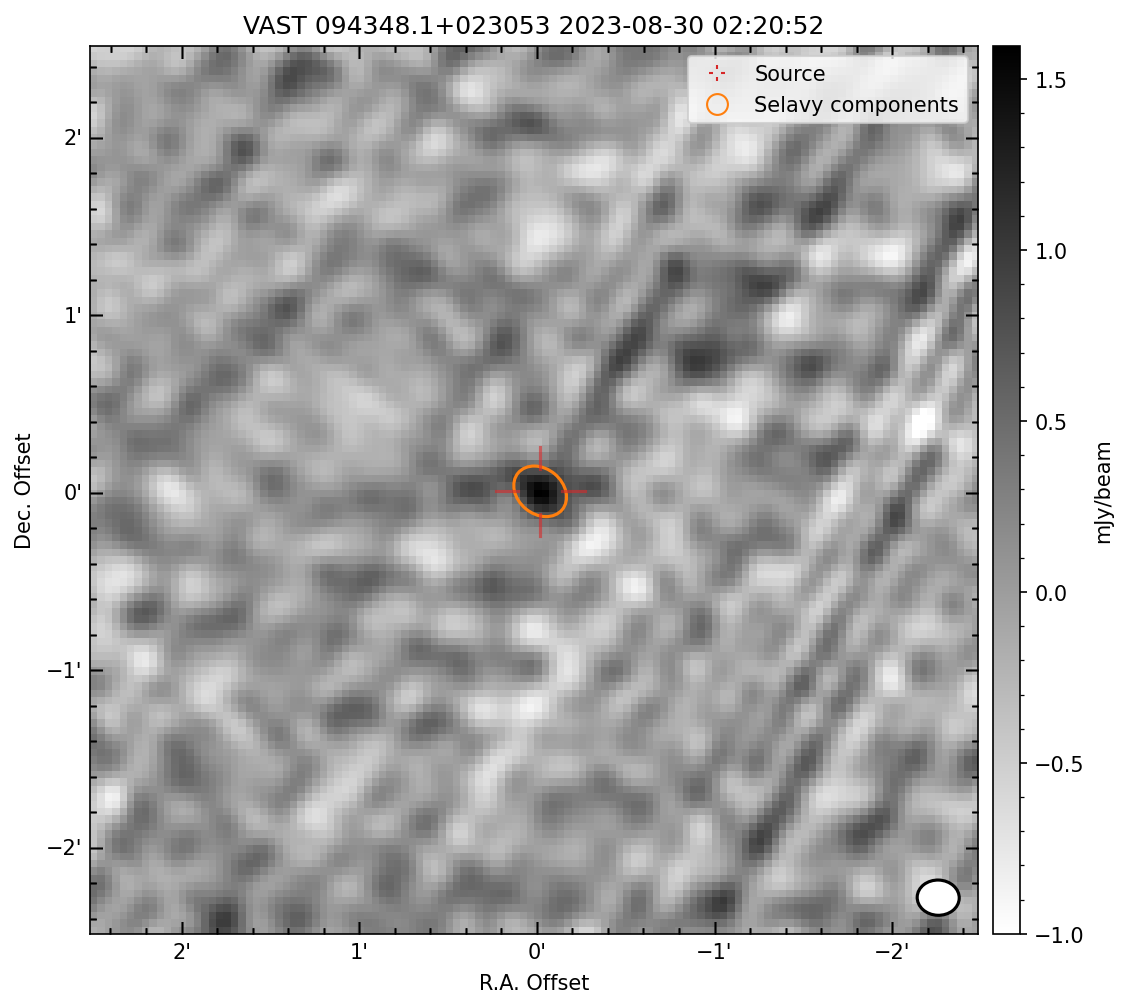 VAST 094348.1+023053 2023-08-30 02:20:52
Source
Selavy components
2'
1'
0'
−1'
−2'
Dec. Offset
2'
1'
0'
−1'
−2'
R.A. Offset
1.5
1.0
0.5
0.0
−0.5
−1.0
mJy/beam